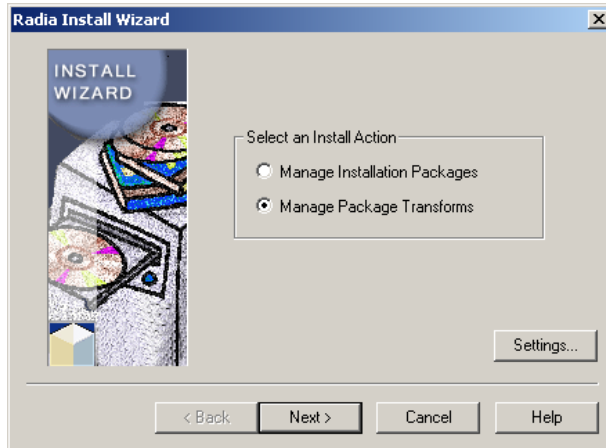 Radia Install Wizard
INSTALL
WIZARD
Select an Install Action
Manage Installation Packages
Manage Package Transforms
Settings...
< Back
Next >
Cancel
Help